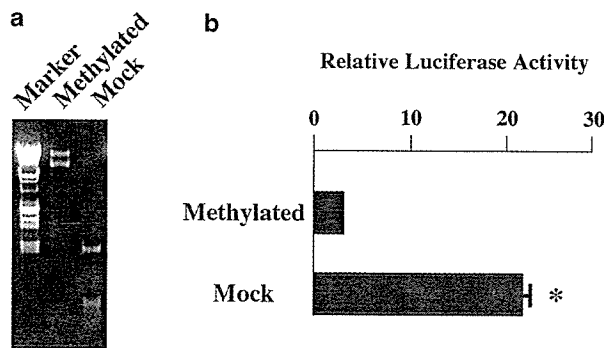 a
Marker
Methylated
Mock
b
Relative Luciferase Activity
0 10 20 30
Methylated
Mock *